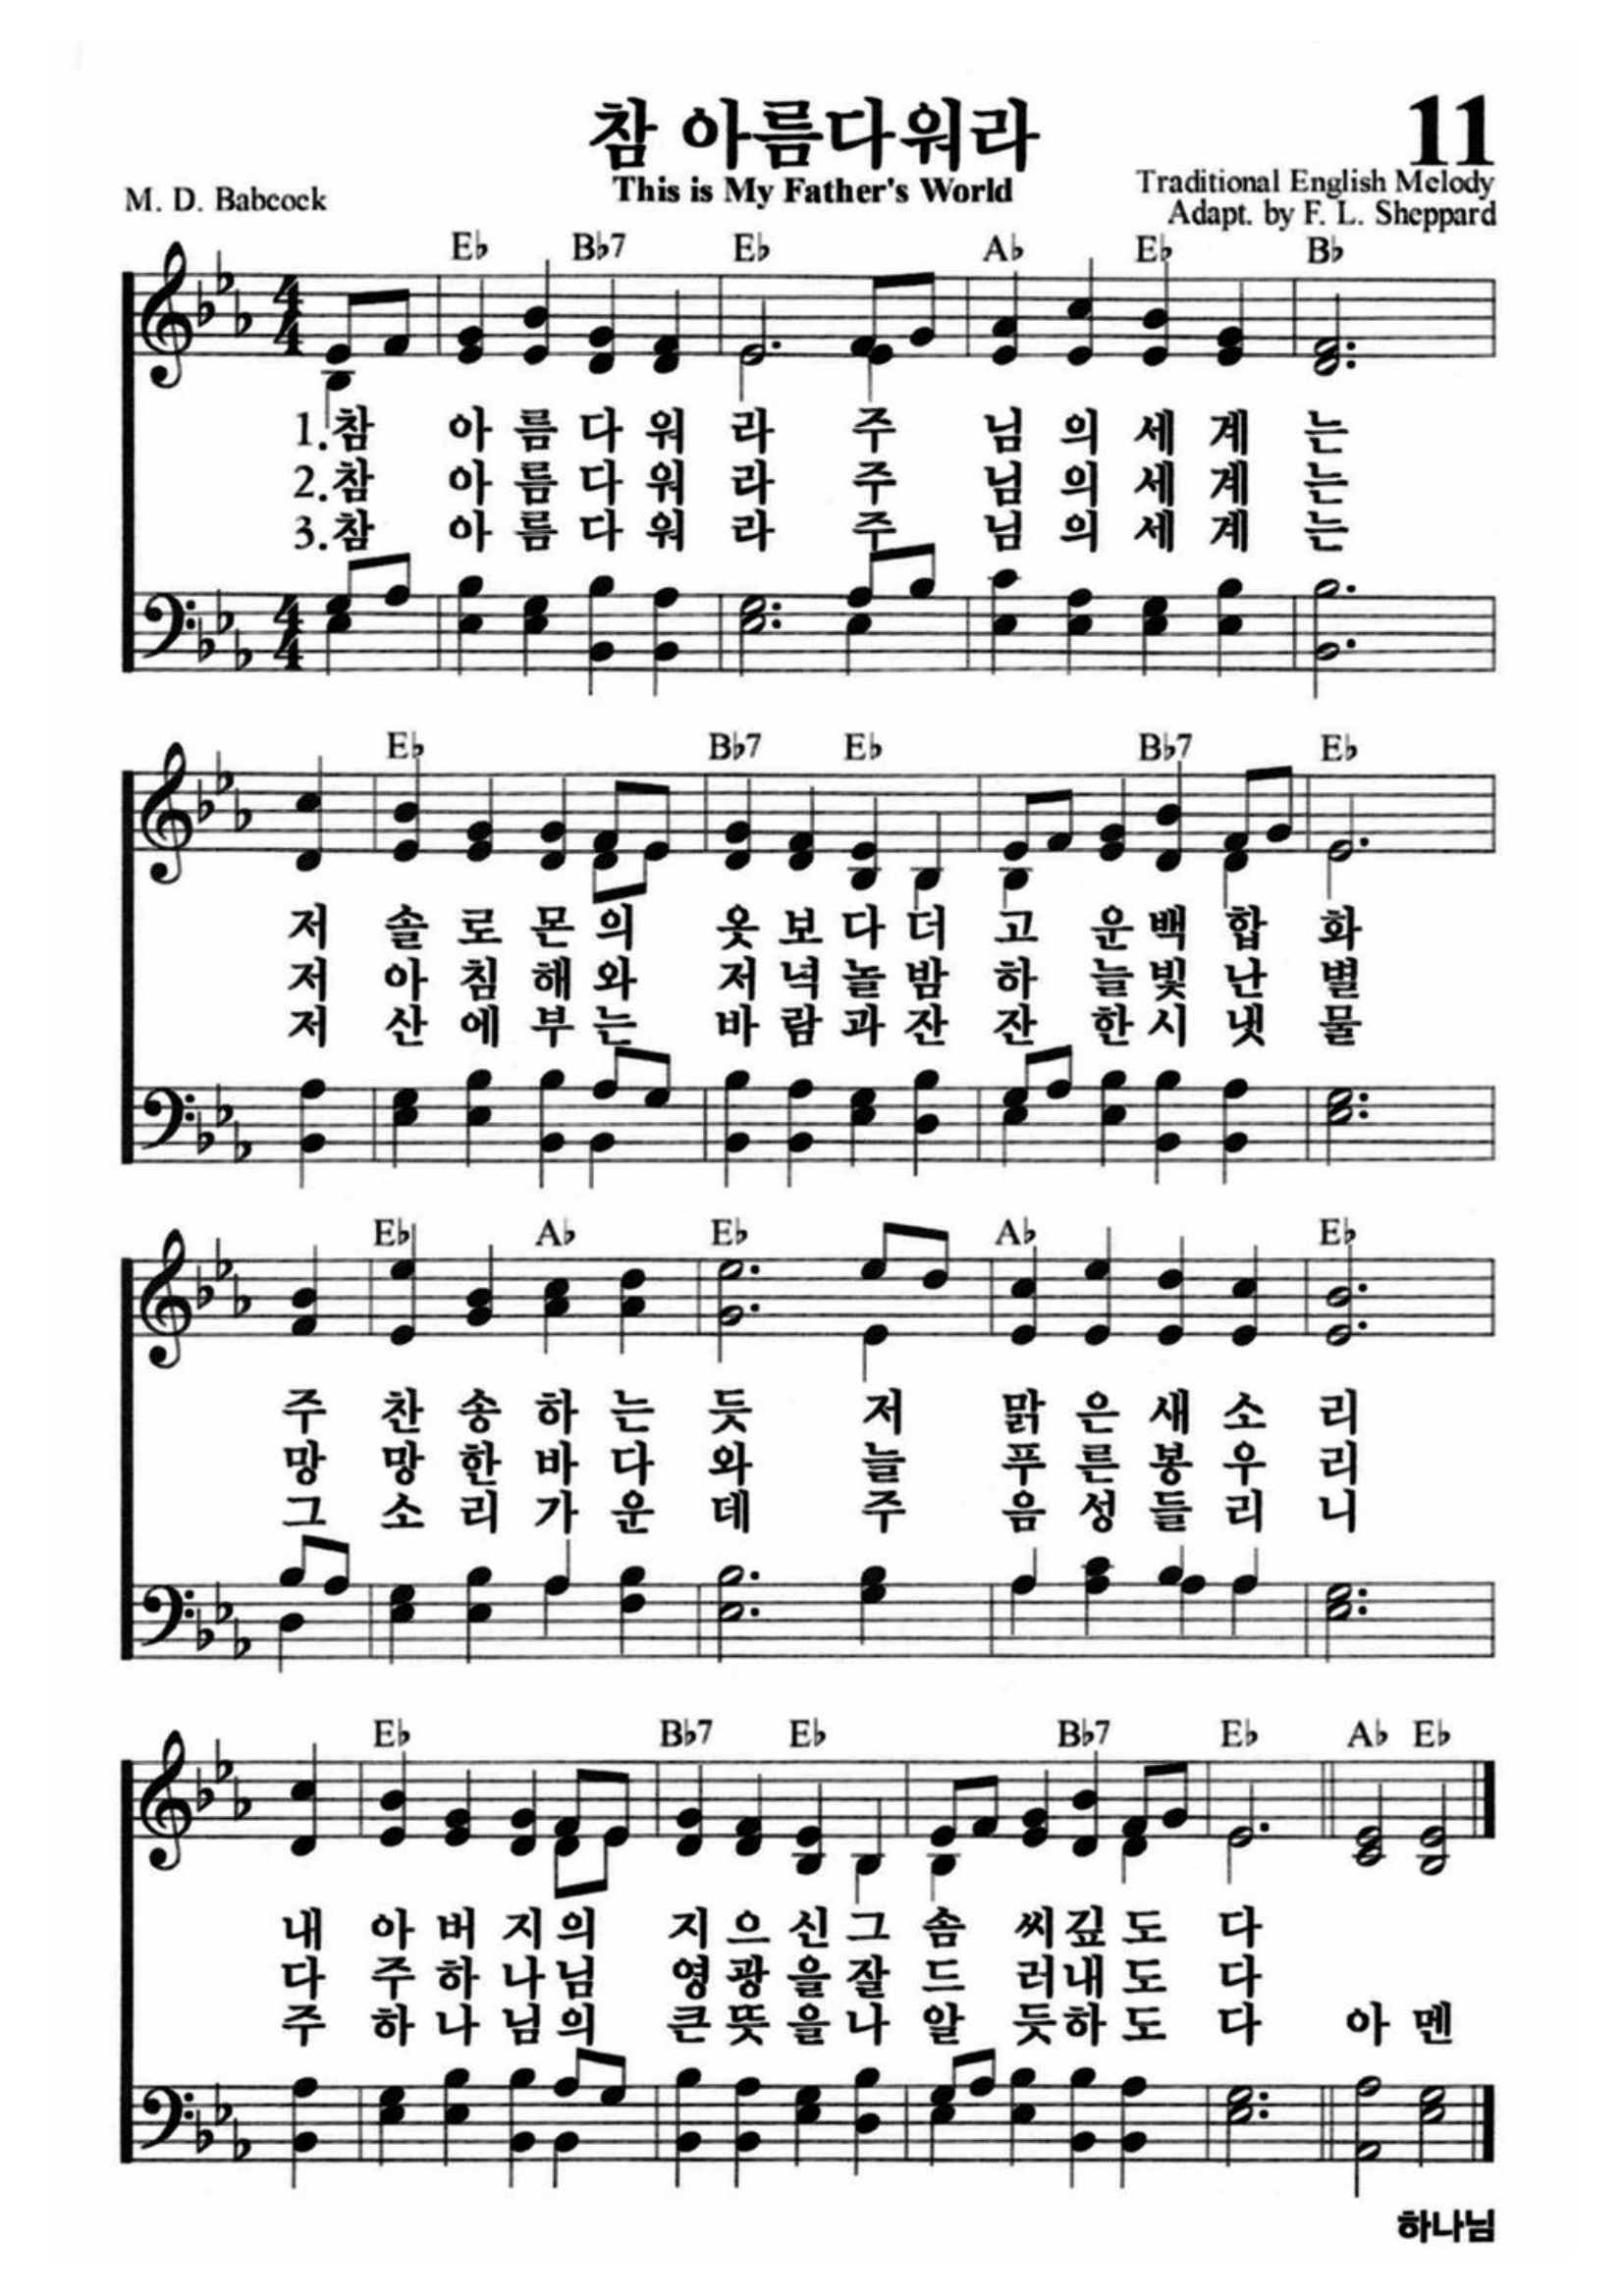 참 아름다워라
11
This is My Father's World
M. D. Babcock
Traditional English Melody
Adapt. by F. L. Sheppard
E♭ B♭7 E♭ A♭ E♭ B♭
4 4
1.참 아 름 다 워 라 주 님 의 세 계 는
2.참 아 름 다 워 라 주 님 의 세 계 는
3.참 아 름 다 워 라 주 님 의 세 계 는
4 4
E♭ B♭7 E♭ B♭7 E♭
저 솔 로 몬 의 옷 보 다 더 고 운 백 합 화
저 아 침 해 와 저 녁 놀 밤 하 늘 빛 난 별
저 산 에 부 는 바 람 과 잔 잔 한 시 냇 물
E♭ A♭ E♭ A♭ E♭
주 찬 송 하 는 듯 저 맑 은 새 소 리
망 망 한 바 다 와 늘 푸 른 봉 우 리
그 소 리 가 운 데 주 음 성 들 리 니
E♭ B♭7 E♭ B♭7 E♭ A♭ E♭
내 아 버 지 의 지 으 신 그 솜 씨 깊 도 다
다 주 하 나 님 영 광 을 잘 드 러 내 도 다
주 하 나 님 의 큰 뜻 을 나 알 듯 하 도 다 아 멘
하나님